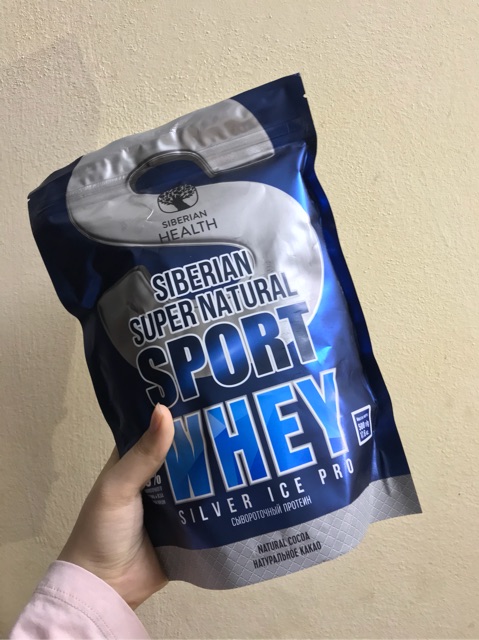 SIBERIAN
HEALTH
SIBERIAN
SUPER NATURAL
SPORT
WHEY
SILVER ICE PRO
СЫВОРОТОЧНЫЙ ПРОТЕИН
NATURAL COCOA
НАТУРАЛЬНОЕ КАКАО